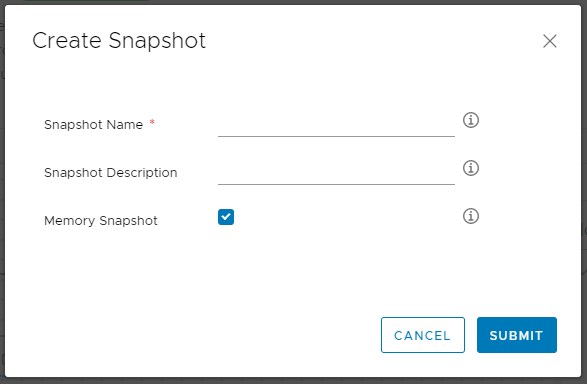 Create Snapshot
Snapshot Name *
Snapshot Description
Memory Snapshot
CANCEL SUBMIT